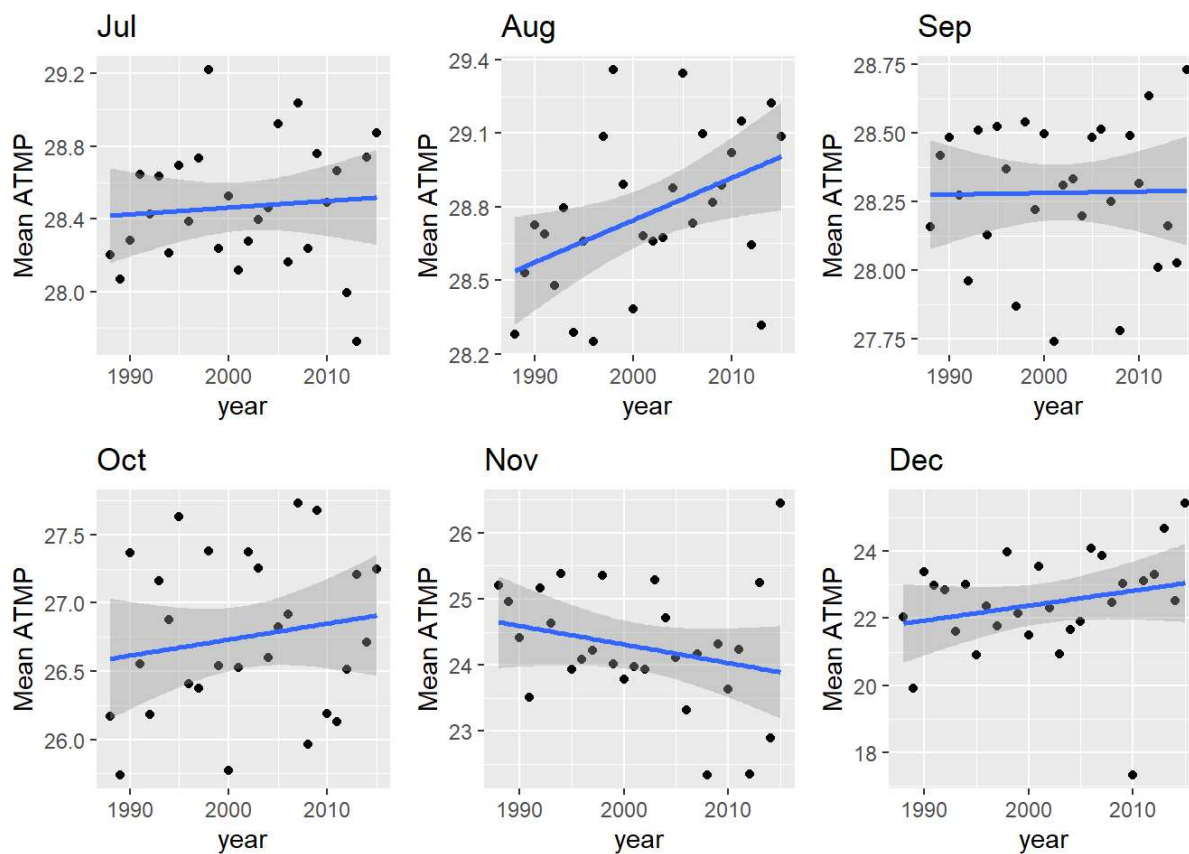 Jul
Mean ATMP
29.2
28.8
28.4
28.0
1990 2000 2010
year
Aug
Mean ATMP
29.4
29.1
28.8
28.5
28.2
1990 2000 2010
year
Sep
Mean ATMP
28.75
28.50
28.25
28.00
27.75
1990 2000 2010
year
Oct
Mean ATMP
27.5
27.0
26.5
26.0
1990 2000 2010
year
Nov
Mean ATMP
26
25
24
23
1990 2000 2010
year
Dec
Mean ATMP
24
22
20
18
1990 2000 2010
year